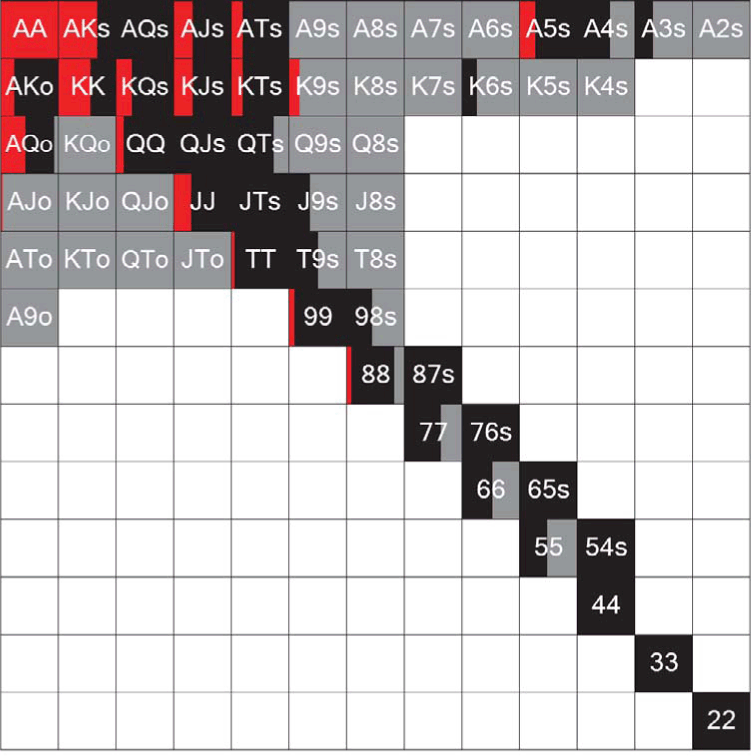 AA AKs AQs AJs ATs A9s A8s A7s A6s A5s A4s A3s A2s
AKo KK KQs KJs KTs K9s K8s K7s K6s K5s K4s
AQo KQo QQ QJs QTs Q9s Q8s
AJo KJo QJo JJ JTs J9s J8s
ATo KTo QTo JTo TT T9s T8s
A9o 99 98s
88 87s
77 76s
66 65s
55 54s
44
33
22